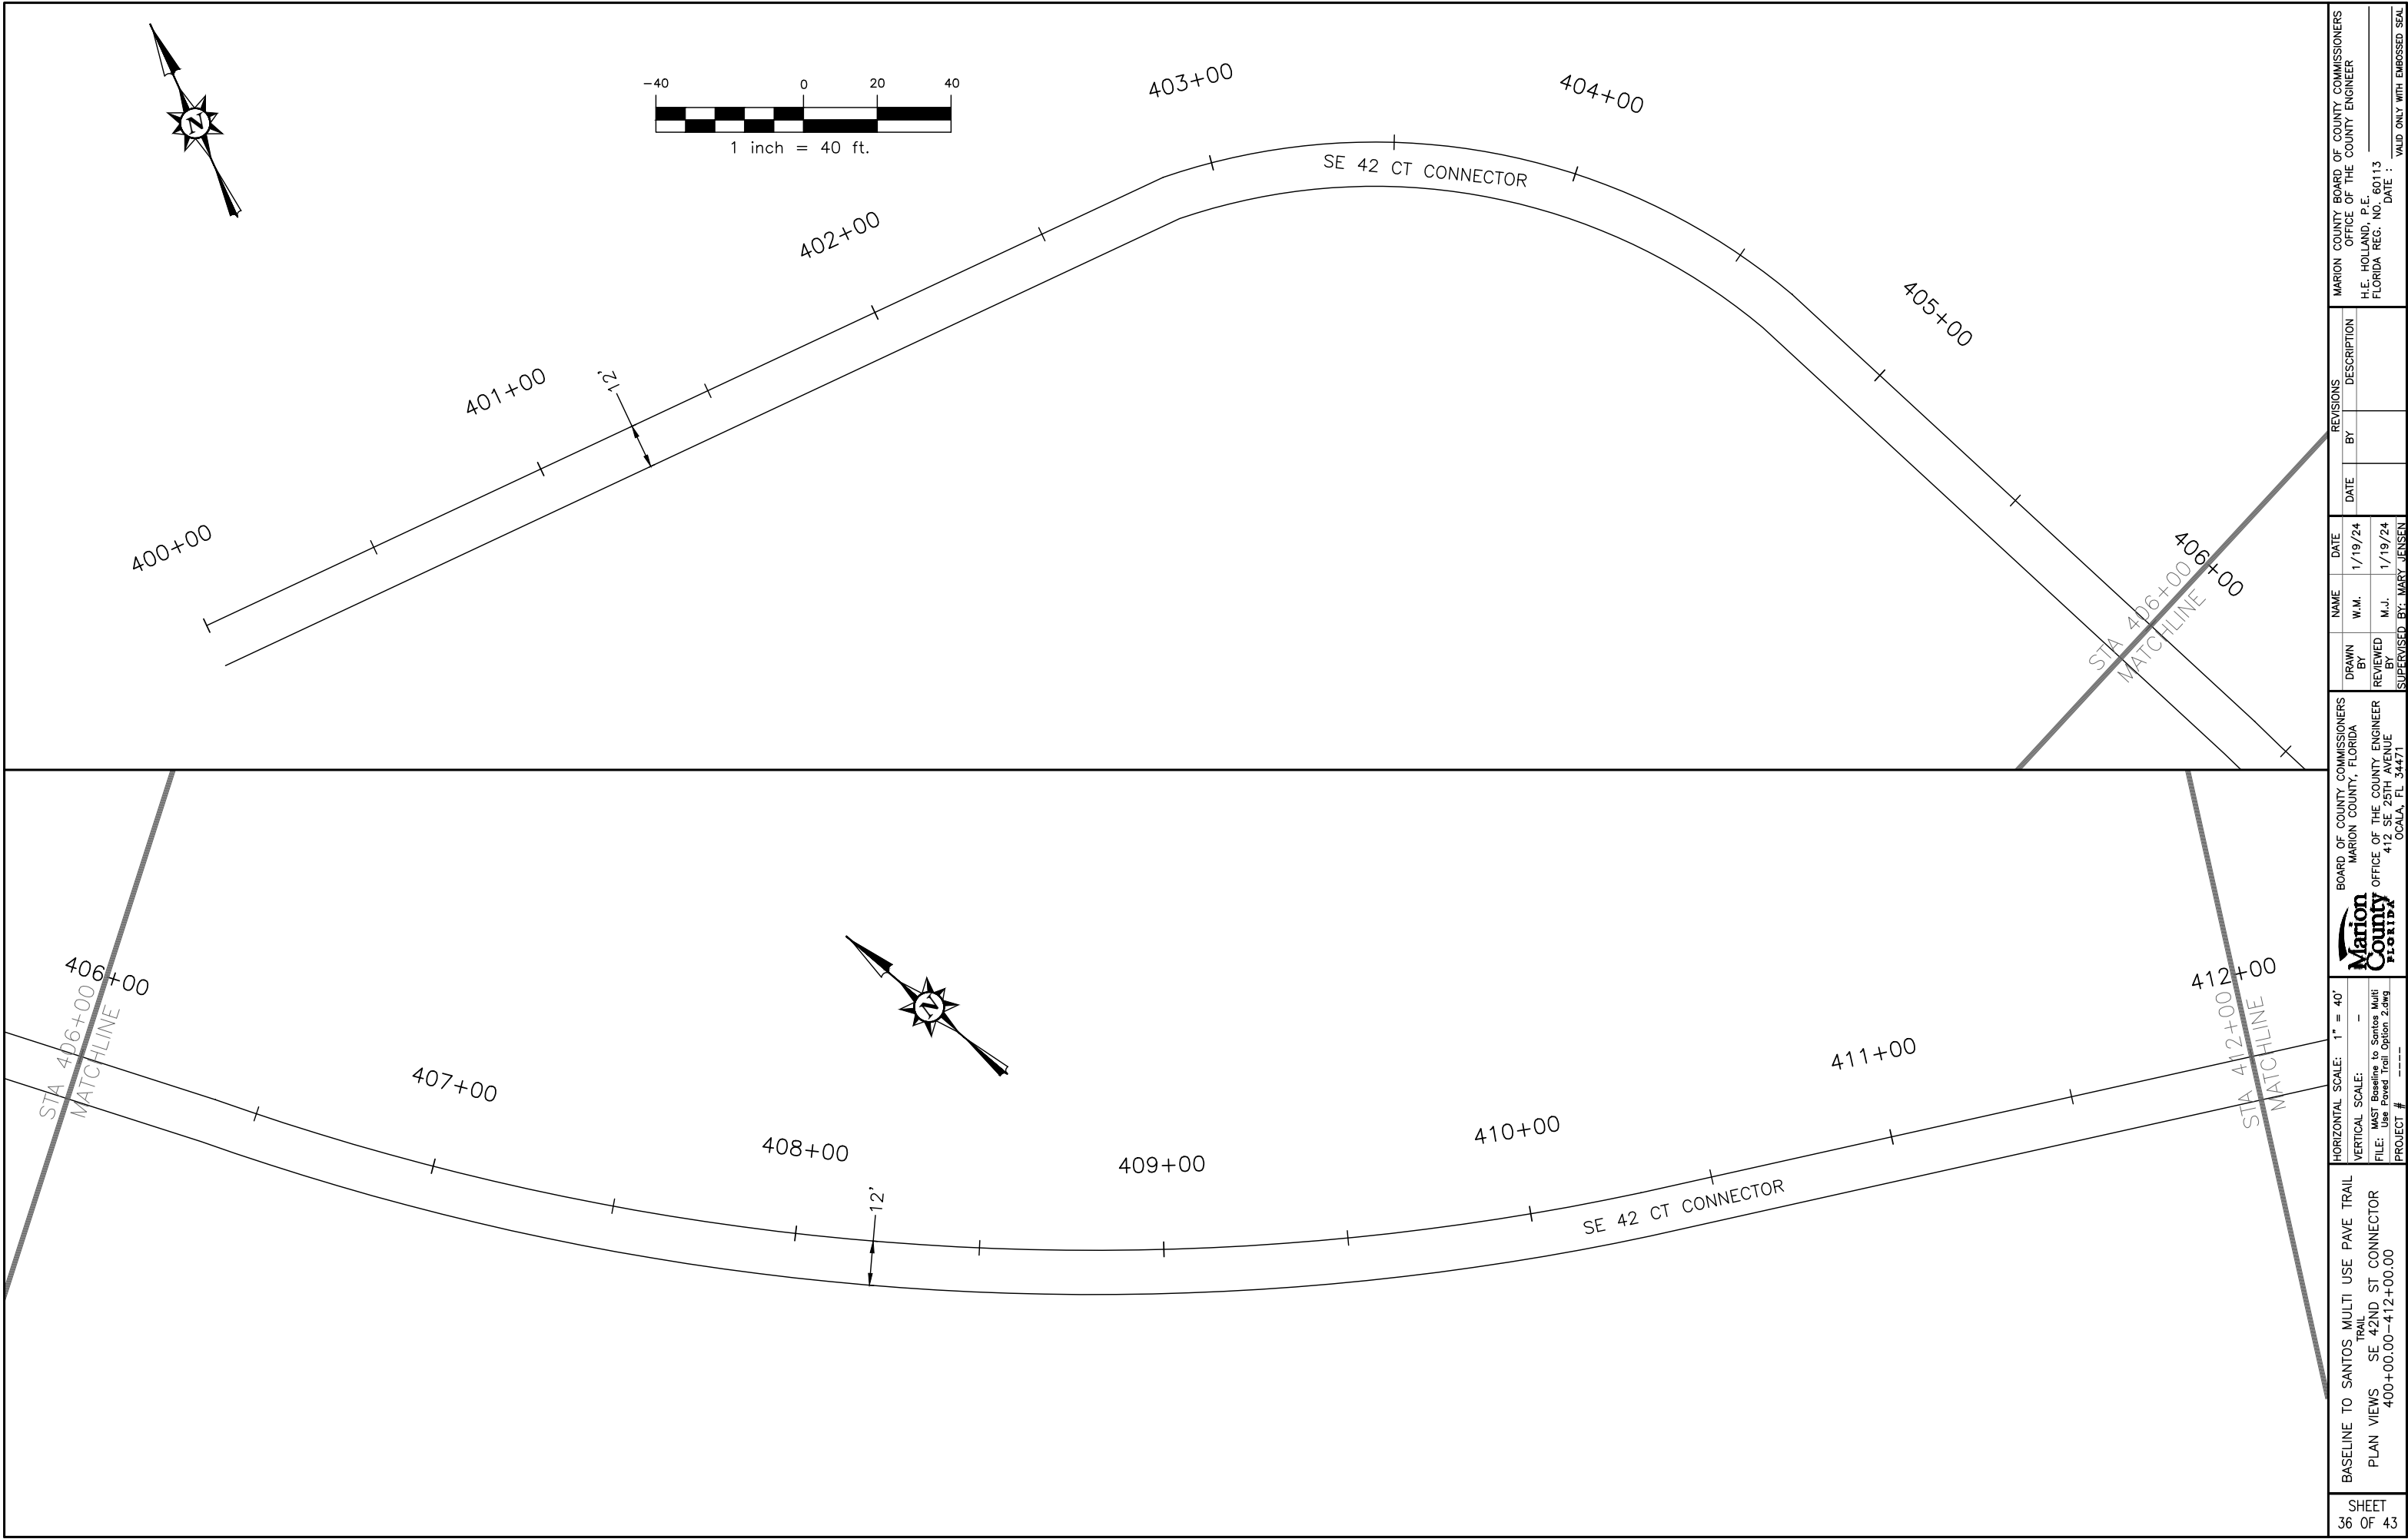 -40 0 20 40
1 inch = 40 ft.
N
400+00
401+00
402+00
403+00
404+00
405+00
406+00
12'
SE 42 CT CONNECTOR
STA 406+00
MATCHLINE
406+00
STA 406+00
MATCHLINE
407+00
408+00
409+00
410+00
411+00
412+00
12'
N
SE 42 CT CONNECTOR
STA 412+00
MATCHLINE
MARION COUNTY BOARD OF COUNTY COMMISSIONERS
OFFICE OF THE COUNTY ENGINEER
H.E. HOLLAND, P.E.
FLORIDA REG. NO. 60113
DATE :
VALID ONLY WITH EMBOSSED SEAL
REVISIONS
DATE BY DESCRIPTION
NAME DATE
DRAWN BY W.M. 1/19/24
REVIEWED BY M.J. 1/19/24
SUPERVISED BY: MARY JENSEN
BOARD OF COUNTY COMMISSIONERS
MARION COUNTY, FLORIDA
OFFICE OF THE COUNTY ENGINEER
412 SE 25TH AVENUE
OCALA, FL 34471
Marion
County
FLORIDA
HORIZONTAL SCALE: 1" = 40'
VERTICAL SCALE: -
FILE: MAST Baseline to Santos Multi
Use Paved Trail Option 2.dwg
PROJECT # ----
BASELINE TO SANTOS MULTI USE PAVE TRAIL
TRAIL
PLAN VIEWS SE 42ND ST CONNECTOR
400+00.00-412+00.00
SHEET
36 OF 43